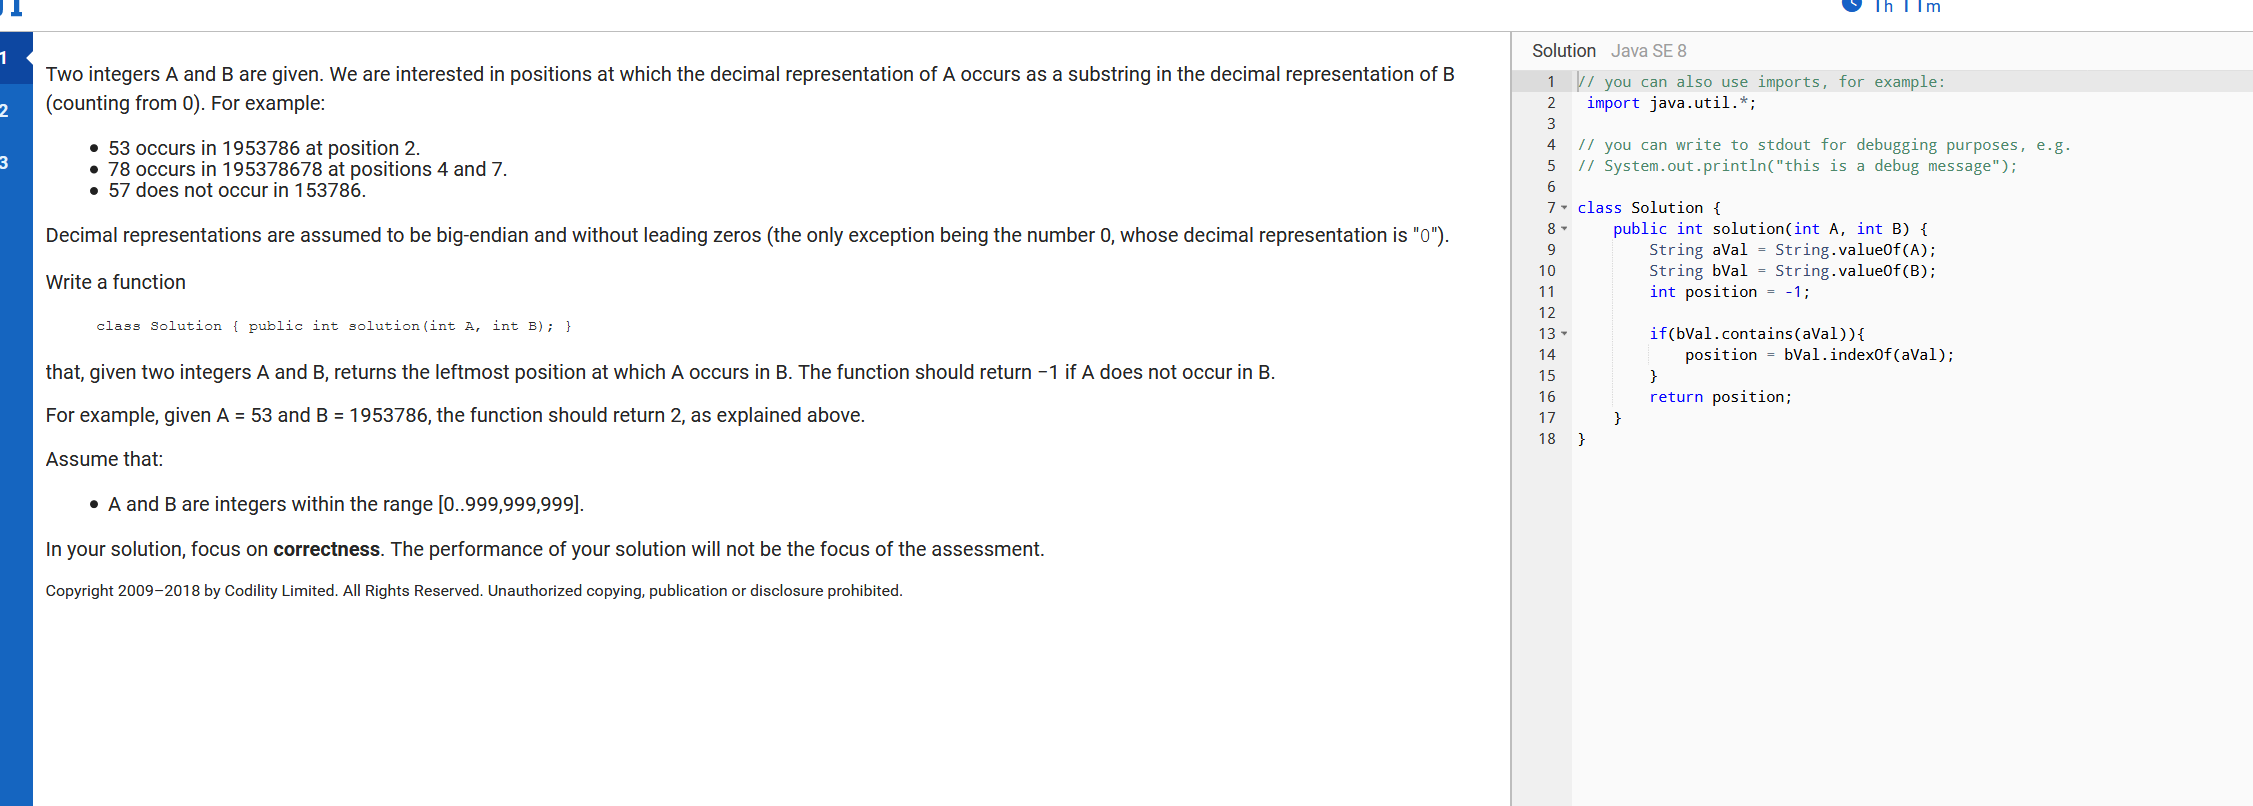 1h 11m
1
2
3
Two integers A and B are given. We are interested in positions at which the decimal representation of A occurs as a substring in the decimal representation of B
(counting from 0). For example:
• 53 occurs in 1953786 at position 2.
• 78 occurs in 195378678 at positions 4 and 7.
• 57 does not occur in 153786.
Decimal representations are assumed to be big-endian and without leading zeros (the only exception being the number 0, whose decimal representation is "0").
Write a function
class Solution { public int solution(int A, int B); }
that, given two integers A and B, returns the leftmost position at which A occurs in B. The function should return −1 if A does not occur in B.
For example, given A = 53 and B = 1953786, the function should return 2, as explained above.
Assume that:
• A and B are integers within the range [0..999,999,999].
In your solution, focus on correctness. The performance of your solution will not be the focus of the assessment.
Copyright 2009–2018 by Codility Limited. All Rights Reserved. Unauthorized copying, publication or disclosure prohibited.
Solution Java SE 8
1 // you can also use imports, for example:
2 import java.util.*;
3
4 // you can write to stdout for debugging purposes, e.g.
5 // System.out.println("this is a debug message");
6
7 class Solution {
8 public int solution(int A, int B) {
9 String aVal = String.valueOf(A);
10 String bVal = String.valueOf(B);
11 int position = -1;
12
13 if(bVal.contains(aVal)){
14 position = bVal.indexOf(aVal);
15 }
16 return position;
17 }
18 }